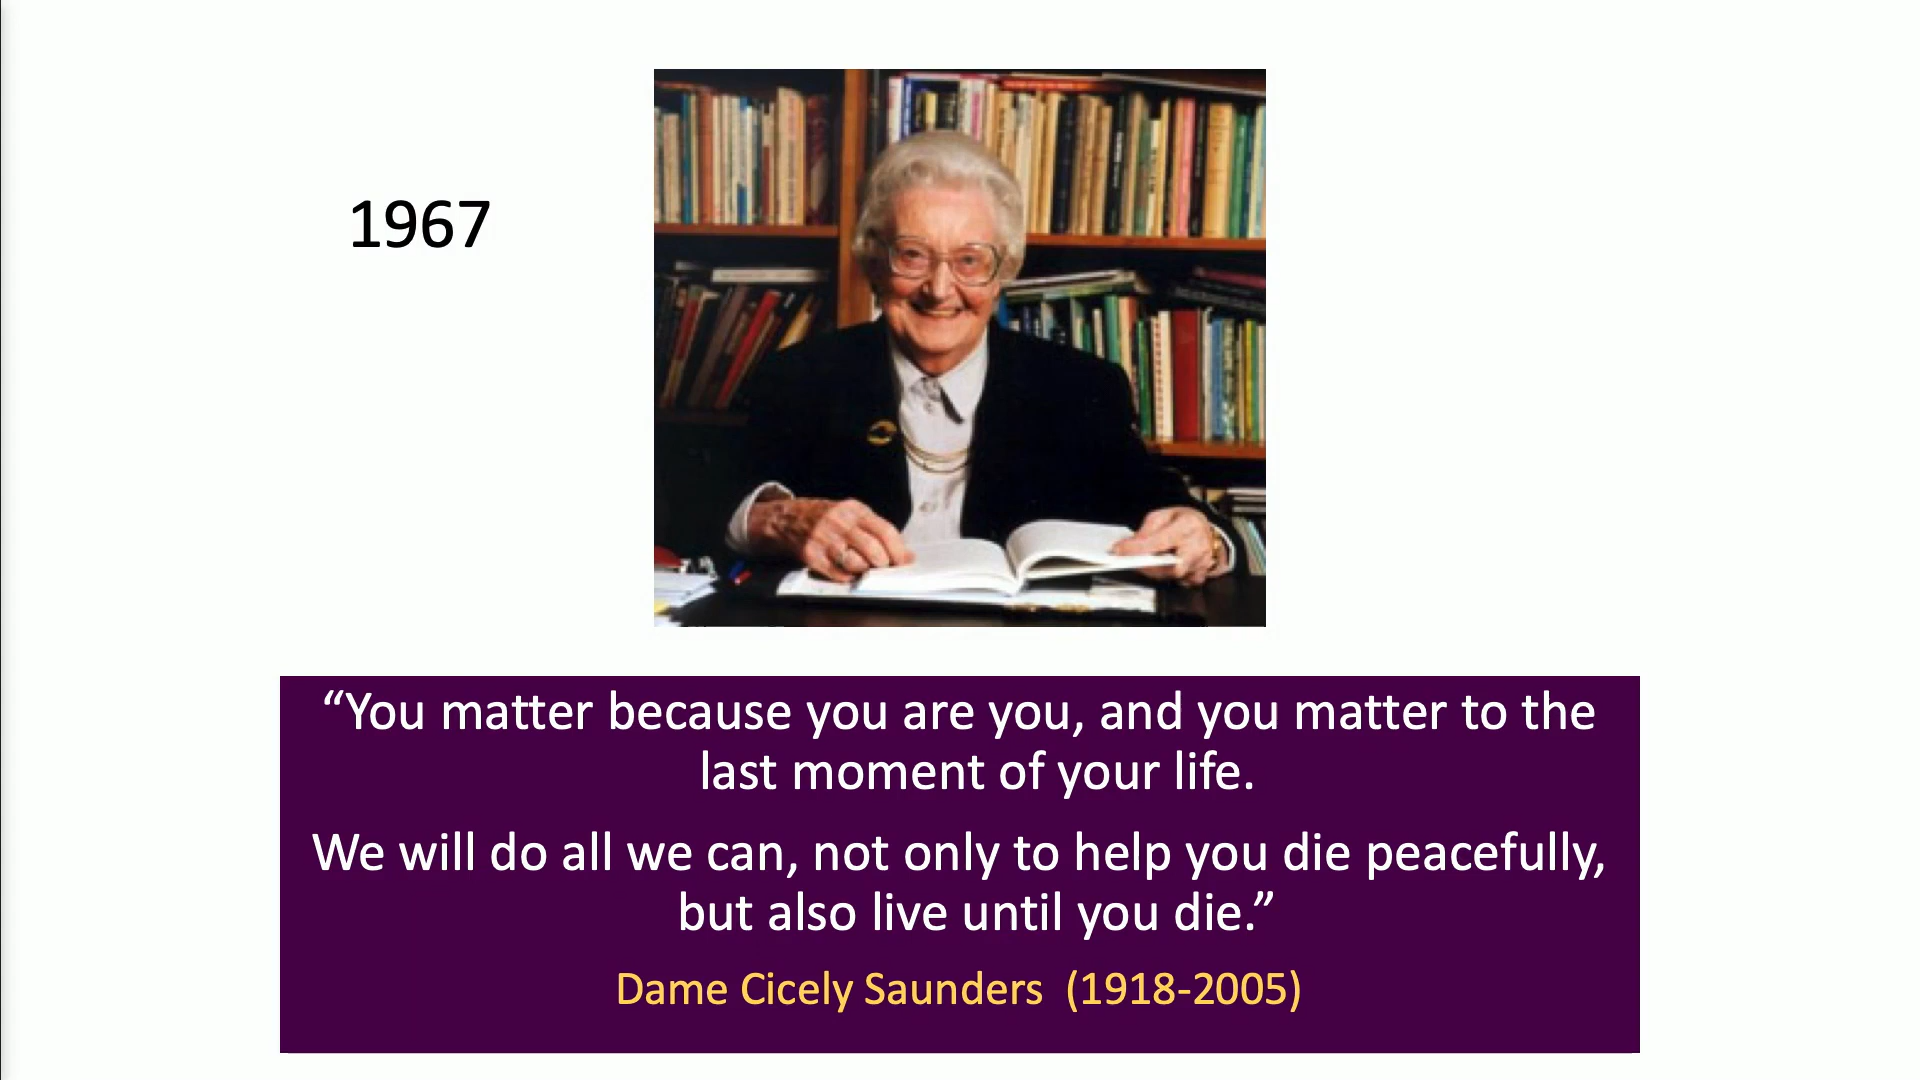 1967
“You matter because you are you, and you matter to the
last moment of your life.
We will do all we can, not only to help you die peacefully,
but also live until you die.”
Dame Cicely Saunders (1918-2005)